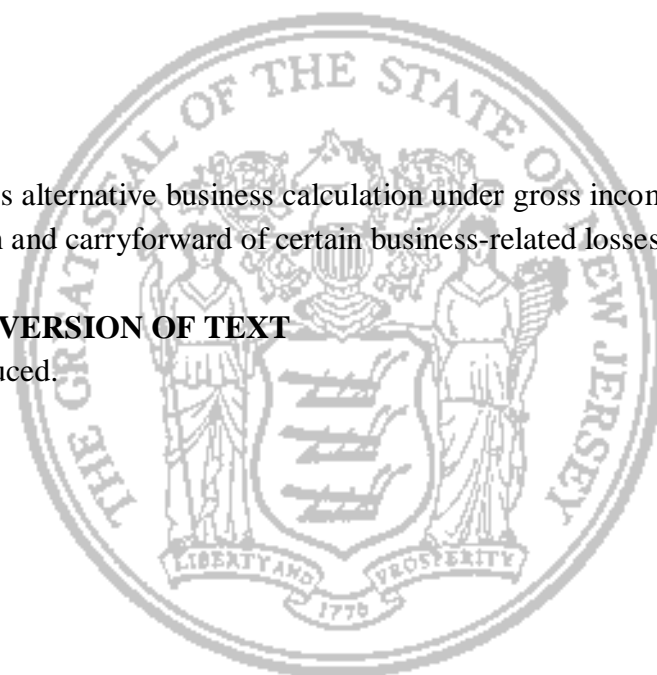 THE GREAT SEAL OF THE STATE OF NEW JERSEY
s alternative business calculation under gross incom
n and carryforward of certain business-related losses
VERSION OF TEXT
uced.
LIBERTY AND PROSPERITY
1776